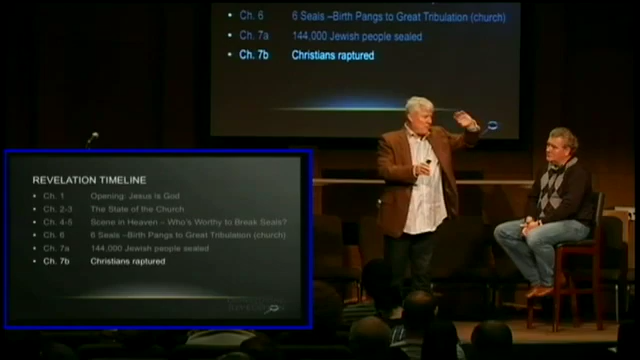 Ch. 6 6 Seals –Birth Pangs to Great Tribulation (church)
Ch. 7a 144,000 Jewish people sealed
Ch. 7b Christians raptured
REVELATION TIMELINE
Ch. 1 Opening: Jesus is God
Ch. 2-3 The State of the Church
Ch. 4-5 Scene in Heaven – Who's Worthy to Break Seals?
Ch. 6 6 Seals –Birth Pangs to Great Tribulation (church)
Ch. 7a 144,000 Jewish people sealed
Ch. 7b Christians raptured